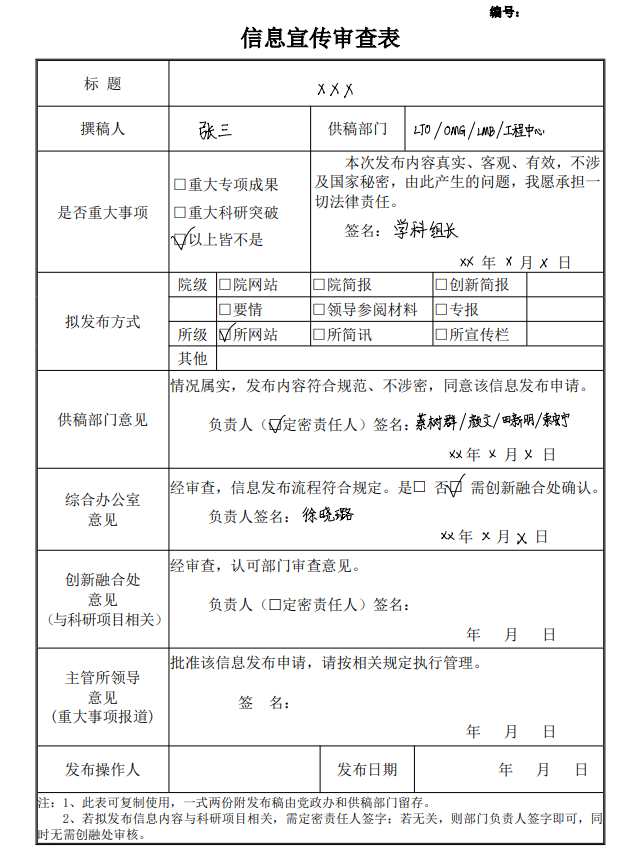 编号：
信息宣传审查表
标 题 xxx
撰稿人 张三 供稿部门 LTO/OMG/LMB/工程中心
是否重大事项
□重大专项成果
□重大科研突破
☑以上皆不是
本次发布内容真实、客观、有效，不涉
及国家秘密，由此产生的问题，我愿承担一
切法律责任。
签名：学科组长
xx 年 x 月 x 日
拟发布方式
院级 □院网站 □院简报 □创新简报
□要情 □领导参阅材料 □专报
所级 ☑所网站 □所简讯 □所宣传栏
其他
供稿部门意见
情况属实，发布内容符合规范、不涉密，同意该信息发布申请。
负责人（☑定密责任人）签名：蔡树群/颜文/田新朋/
xx 年 x 月 x 日
综合办公室
意见
经审查，信息发布流程符合规定。是□ 否☑ 需创新融合处确认。
负责人签名：徐晓璐
xx 年 x 月 x 日
创新融合处
意见
（与科研项目相关）
经审查，认可部门审查意见。
负责人（□定密责任人）签名：
年 月 日
主管所领导
意见
(重大事项报道)
批准该信息发布申请，请按相关规定执行管理。
签 名：
年 月 日
发布操作人 发布日期 年 月 日
注：1、此表可复制使用，一式两份附发布稿由党政办和供稿部门留存。
2、若拟发布信息内容与科研项目相关，需定密责任人签字；若无关，则部门负责人签字即可，同
时无需创融处审核。